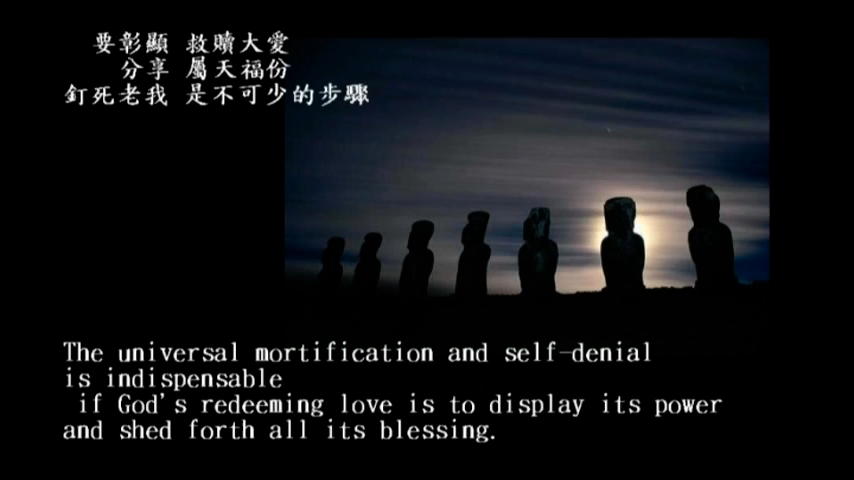 要彰顯 救贖大愛
分享 屬天福份
釘死老我 是不可少的步驟
The universal mortification and self-denial
is indispensable
if God's redeeming love is to display its power
and shed forth all its blessing.